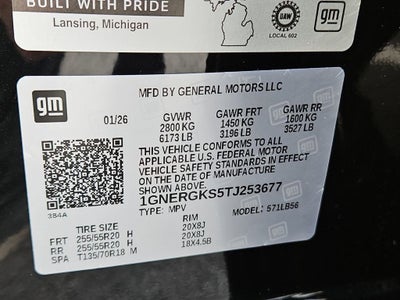 BUILT WITH PRIDE
Lansing, Michigan
UAW
LOCAL 602
gm
gm
MFD BY GENERAL MOTORS LLC
01/26
GVWR GAWR FRT GAWR RR
2800 KG 1450 KG 1600 KG
6173 LB 3196 LB 3527 LB
THIS VEHICLE CONFORMS TO ALL
APPLICABLE U.S. FEDERAL MOTOR
VEHICLE SAFETY STANDARDS IN EFFECT
ON THE DATE OF MANUFACTURE
SHOWN ABOVE.
1GNERGKS5TJ253677
TYPE: MPV MODEL: 571LB56
384A
TIRE SIZE RIM
FRT 255/55R20 H 20X8J
RR 255/55R20 H 20X8J
SPA T135/70R18 M 18X4.5B